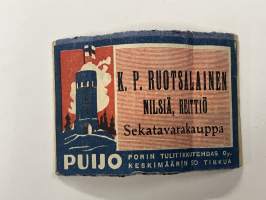 K. P. RUOTSALAINEN
NILSIÄ, REITTIÖ
Sekatavarakauppa
PUIJO
PORIN TULITIKKUTEHDAS Oy.
KESKIMÄÄRIN 50 TIKKUA